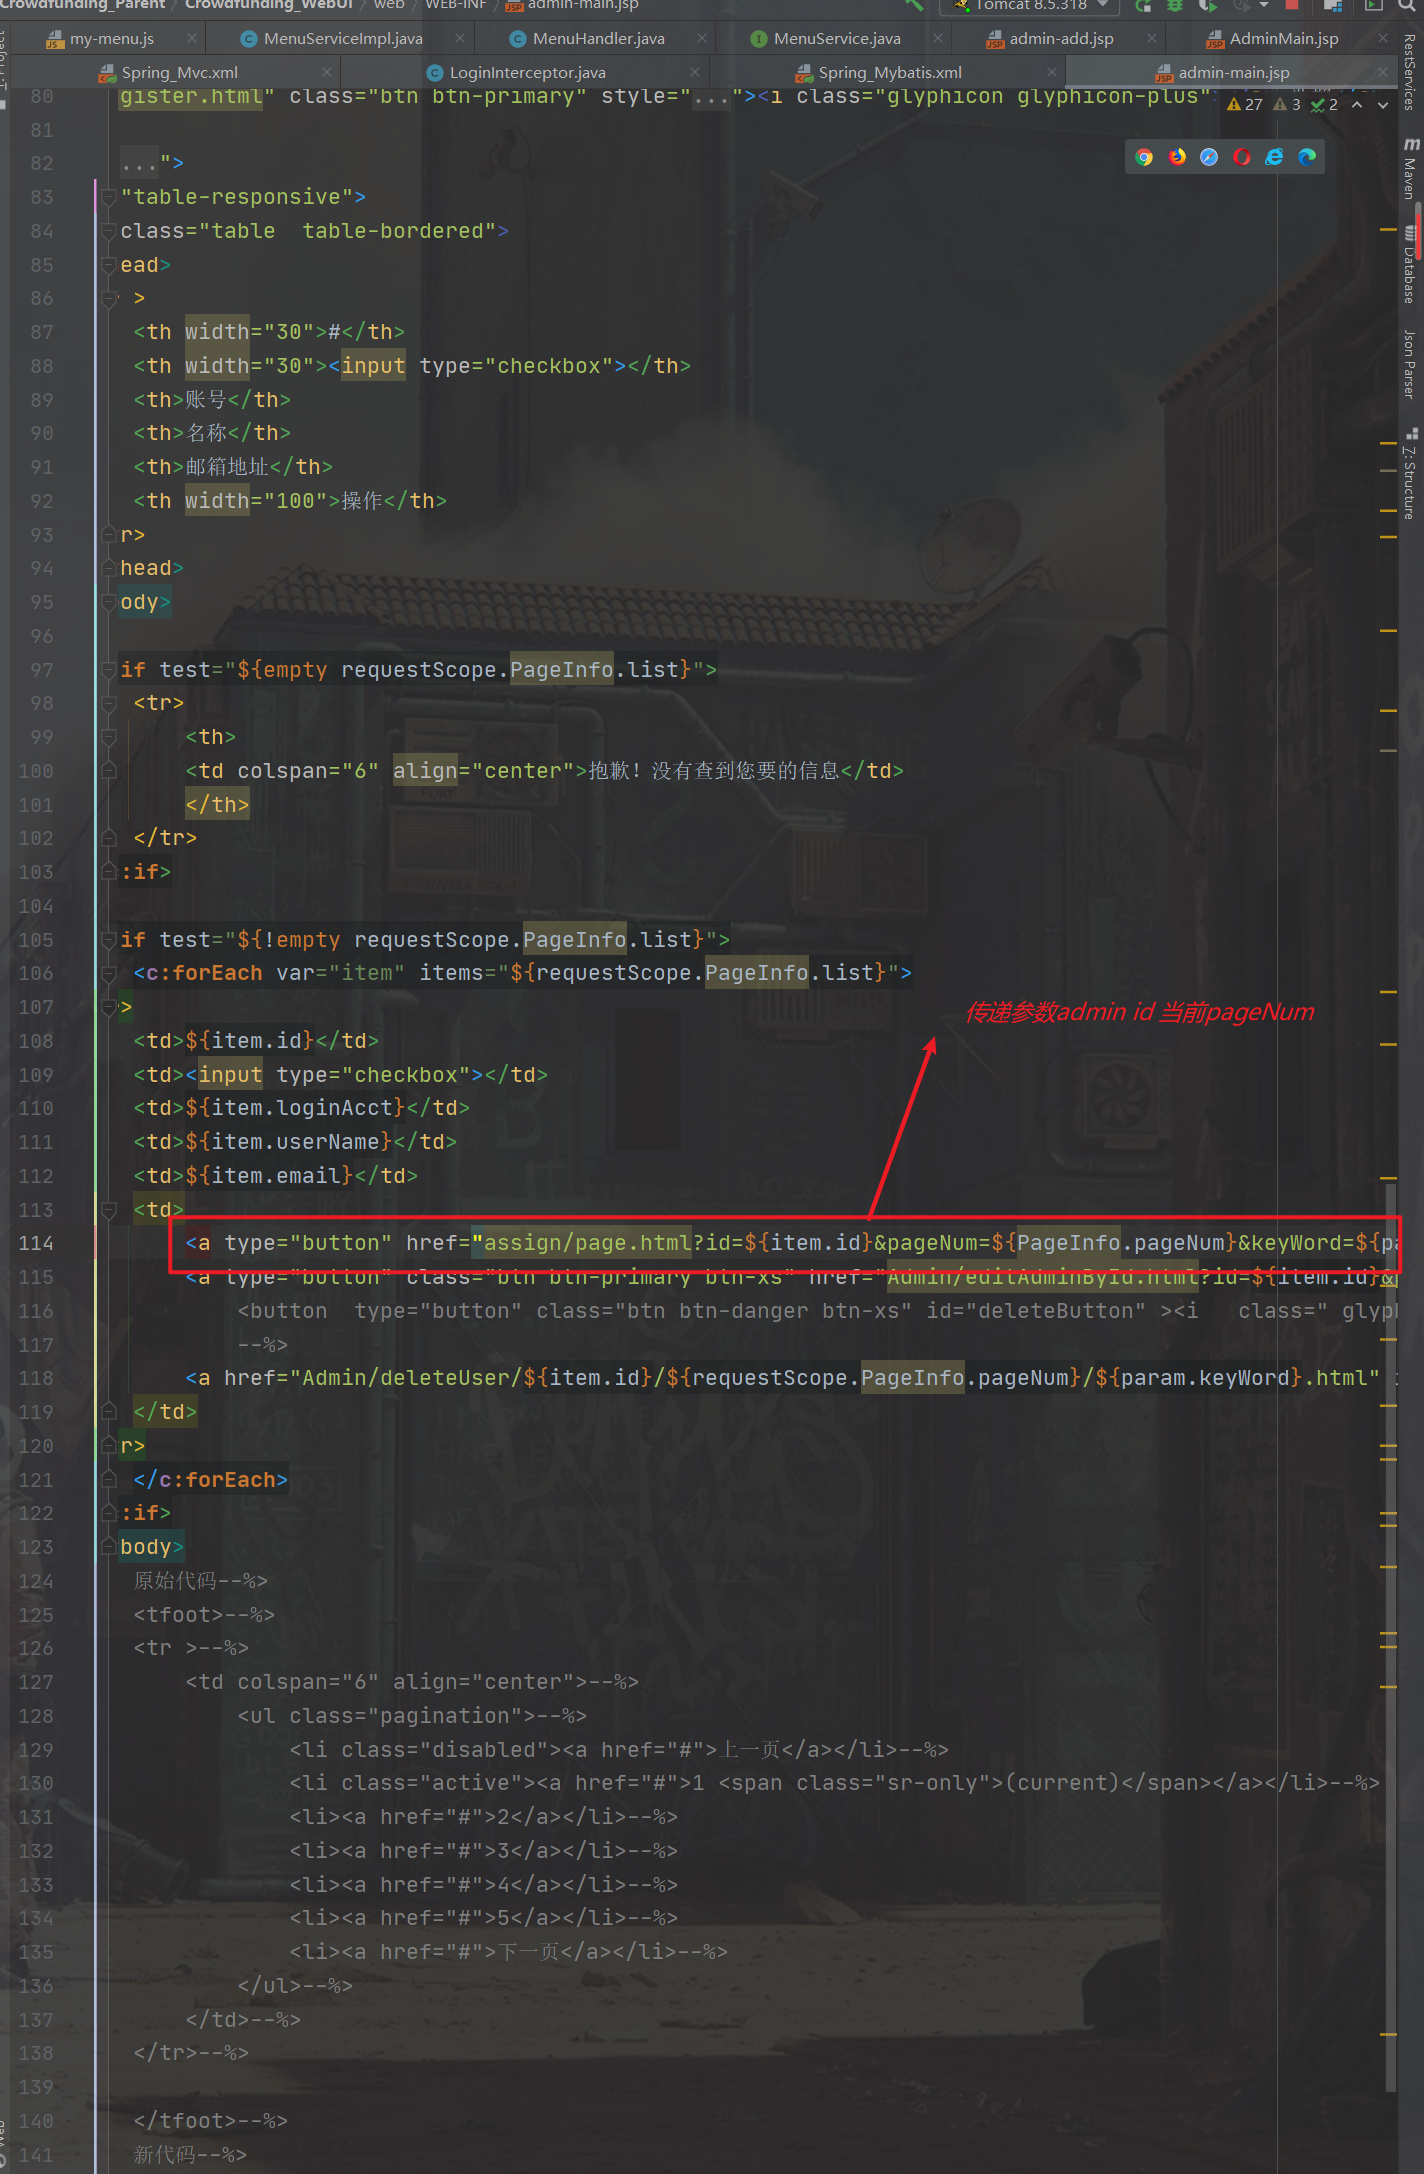 Crowdfunding_Parent › Crowdfunding_WebUI › web › WEB-INF › admin-main.jsp
Tomcat 8.5.318
my-menu.js
MenuServiceImpl.java
MenuHandler.java
MenuService.java
admin-add.jsp
AdminMain.jsp
Spring_Mvc.xml
LoginInterceptor.java
Spring_Mybatis.xml
admin-main.jsp
27 3 2
RestServices
Maven
Database
Json Parser
7: Structure
80 gister.html" class="btn btn-primary" style="..."><i class="glyphicon glyphicon-plus"
81
82 ...">
83 "table-responsive">
84 class="table  table-bordered">
85 ead>
86 >
87 <th width="30">#</th>
88 <th width="30"><input type="checkbox"></th>
89 <th>账号</th>
90 <th>名称</th>
91 <th>邮箱地址</th>
92 <th width="100">操作</th>
93 r>
94 head>
95 ody>
96
97 if test="${empty requestScope.PageInfo.list}">
98 <tr>
99 <th>
100 <td colspan="6" align="center">抱歉！没有查到您要的信息</td>
101 </th>
102 </tr>
103 :if>
104
105 if test="${!empty requestScope.PageInfo.list}">
106 <c:forEach var="item" items="${requestScope.PageInfo.list}">
107 >
传递参数admin id 当前pageNum
108 <td>${item.id}</td>
109 <td><input type="checkbox"></td>
110 <td>${item.loginAcct}</td>
111 <td>${item.userName}</td>
112 <td>${item.email}</td>
113 <td>
114 <a type="button" href="assign/page.html?id=${item.id}&pageNum=${PageInfo.pageNum}&keyWord=${pa
115 <a type="button" class="btn btn-primary btn-xs" href="Admin/editAdminById.html?id=${item.id}&
116 <button  type="button" class="btn btn-danger btn-xs" id="deleteButton" ><i   class=" glyph
117 --%>
118 <a href="Admin/deleteUser/${item.id}/${requestScope.PageInfo.pageNum}/${param.keyWord}.html"
119 </td>
120 r>
121 </c:forEach>
122 :if>
123 body>
124 原始代码--%>
125 <tfoot>--%>
126 <tr >--%>
127 <td colspan="6" align="center">--%>
128 <ul class="pagination">--%>
129 <li class="disabled"><a href="#">上一页</a></li>--%>
130 <li class="active"><a href="#">1 <span class="sr-only">(current)</span></a></li>--%>
131 <li><a href="#">2</a></li>--%>
132 <li><a href="#">3</a></li>--%>
133 <li><a href="#">4</a></li>--%>
134 <li><a href="#">5</a></li>--%>
135 <li><a href="#">下一页</a></li>--%>
136 </ul>--%>
137 </td>--%>
138 </tr>--%>
139
140 </tfoot>--%>
141 新代码--%>